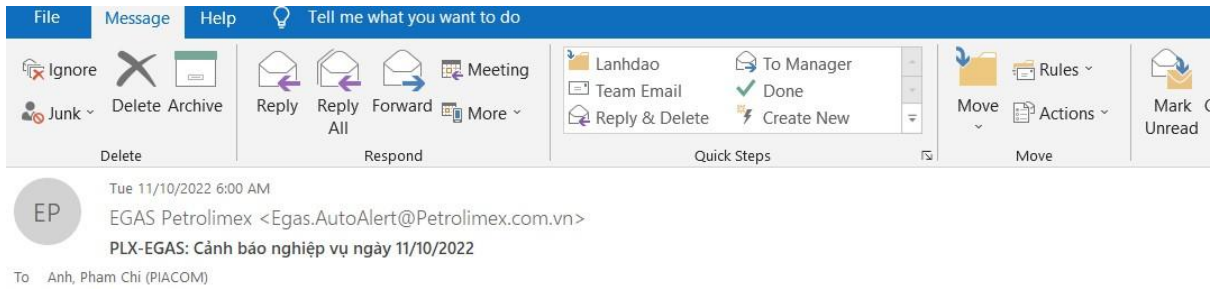 File Message Help Tell me what you want to do
Ignore Meeting Lanhdao To Manager Rules
Team Email Done
Junk Delete Archive Reply Reply Forward More Reply & Delete Create New Move Actions Mark
All Unread
Delete Respond Quick Steps Move
Tue 11/10/2022 6:00 AM
EP EGAS Petrolimex <Egas.AutoAlert@Petrolimex.com.vn>
PLX-EGAS: Cảnh báo nghiệp vụ ngày 11/10/2022
To Anh, Pham Chi (PIACOM)